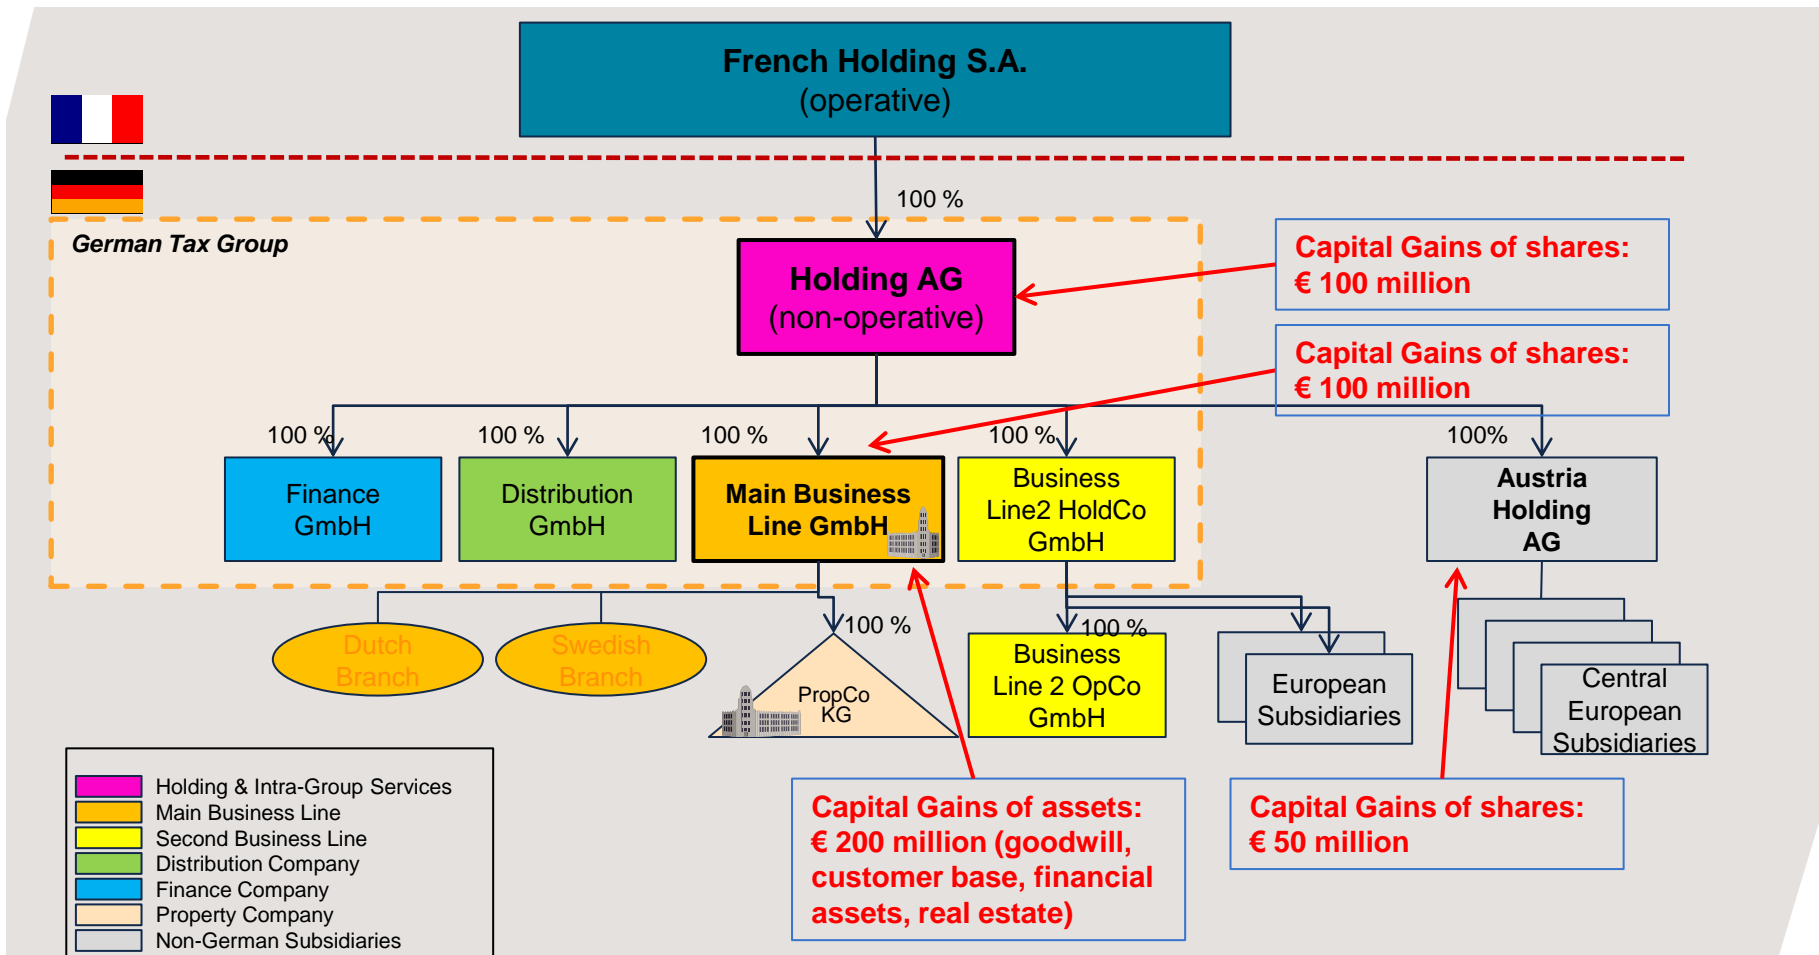 French Holding S.A.
(operative)
100 %
German Tax Group
Holding AG
(non-operative)
Capital Gains of shares:
€ 100 million
Capital Gains of shares:
€ 100 million
100 %
100 %
100 %
100 %
100%
Finance
GmbH
Distribution
GmbH
Main Business
Line GmbH
Business
Line2 HoldCo
GmbH
Austria
Holding
AG
Dutch
Branch
Swedish
Branch
100 %
PropCo
KG
100 %
Business
Line 2 OpCo
GmbH
European
Subsidiaries
Central
European
Subsidiaries
Capital Gains of assets:
€ 200 million (goodwill,
customer base, financial
assets, real estate)
Capital Gains of shares:
€ 50 million
Holding & Intra-Group Services
Main Business Line
Second Business Line
Distribution Company
Finance Company
Property Company
Non-German Subsidiaries